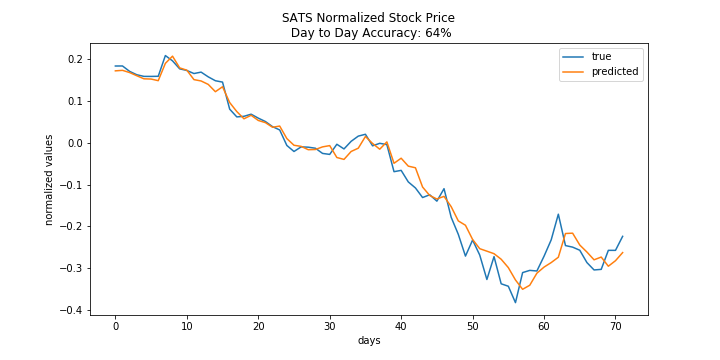 SATS Normalized Stock Price
Day to Day Accuracy: 64%
true
predicted
normalized values
0.2
0.1
0.0
−0.1
−0.2
−0.3
−0.4
0 10 20 30 40 50 60 70
days